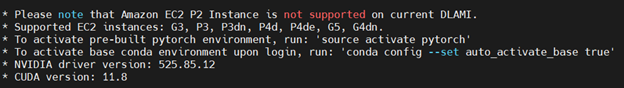 * Please note that Amazon EC2 P2 Instance is not supported on current DLAMI.
* Supported EC2 instances: G3, P3, P3dn, P4d, P4de, G5, G4dn.
* To activate pre-built pytorch environment, run: 'source activate pytorch'
* To activate base conda environment upon login, run: 'conda config --set auto_activate_base true'
* NVIDIA driver version: 525.85.12
* CUDA version: 11.8